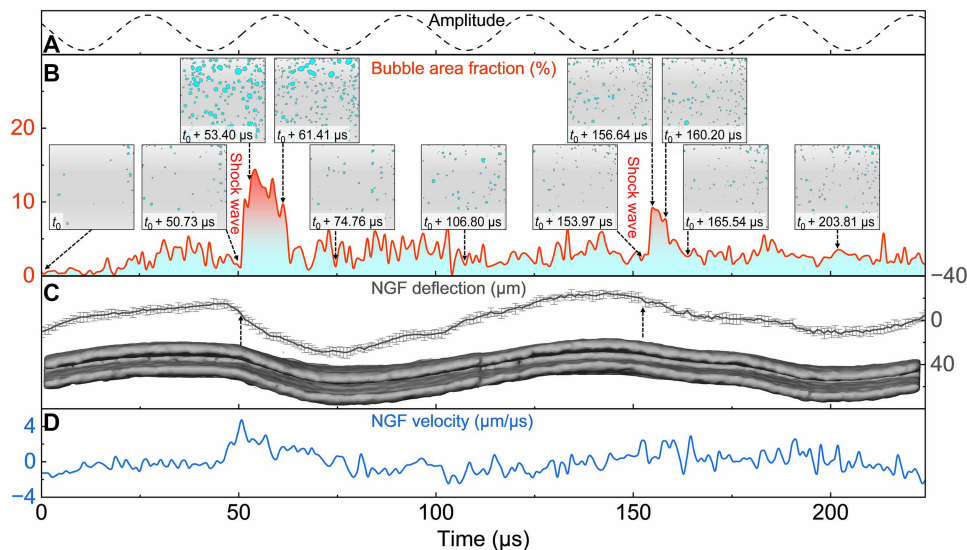 A
Amplitude
B
Bubble area fraction (%)
t0 + 53.40 μs
t0 + 61.41 μs
t0 + 156.64 μs
t0 + 160.20 μs
20
10
0
t0
t0 + 50.73 μs
Shock wave
t0 + 74.76 μs
t0 + 106.80 μs
t0 + 153.97 μs
Shock wave
t0 + 165.54 μs
t0 + 203.81 μs
C
NGF deflection (μm)
−40
0
40
D
NGF velocity (μm/μs)
4
0
−4
0 50 100 150 200
Time (μs)